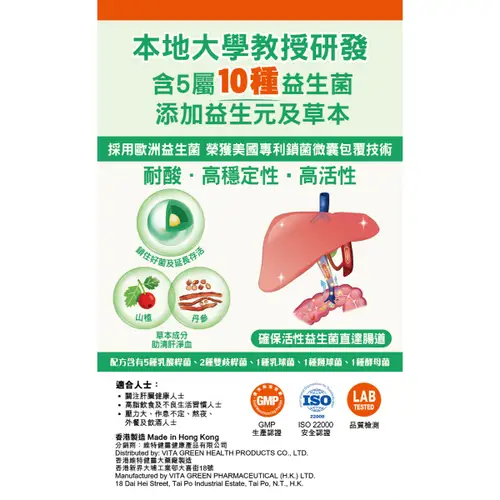 本地大學教授研發
含5屬10種益生菌
添加益生元及草本
採用歐洲益生菌 榮獲美國專利鎖菌微囊包覆技術
耐酸・高穩定性・高活性
鎖住好菌及延長存活
山楂
丹參
草本成分
助清肝淨血
確保活性益生菌直達腸道
配方含有5種乳酸桿菌、2種雙歧桿菌、1種乳球菌、1種鏈球菌、1種酵母菌
適合人士：
• 關注肝臟健康人士
• 高脂飲食及不良生活習慣人士
• 壓力大、作息不定、熬夜、
外餐及飲酒人士
GMP
ISO
22000
LAB
TESTED
GMP
生產認證
ISO 22000
安全認證
品質檢測
香港製造 Made in Hong Kong
分銷商：維特健靈健康產品有限公司
Distributed by: VITA GREEN HEALTH PRODUCTS CO., LTD.
香港維特健靈大藥廠製造
香港新界大埔工業邨大喜街18號
Manufactured by VITA GREEN PHARMACEUTICAL (H.K.) LTD.
18 Dai Hei Street, Tai Po Industrial Estate, Tai Po, N.T., H.K.